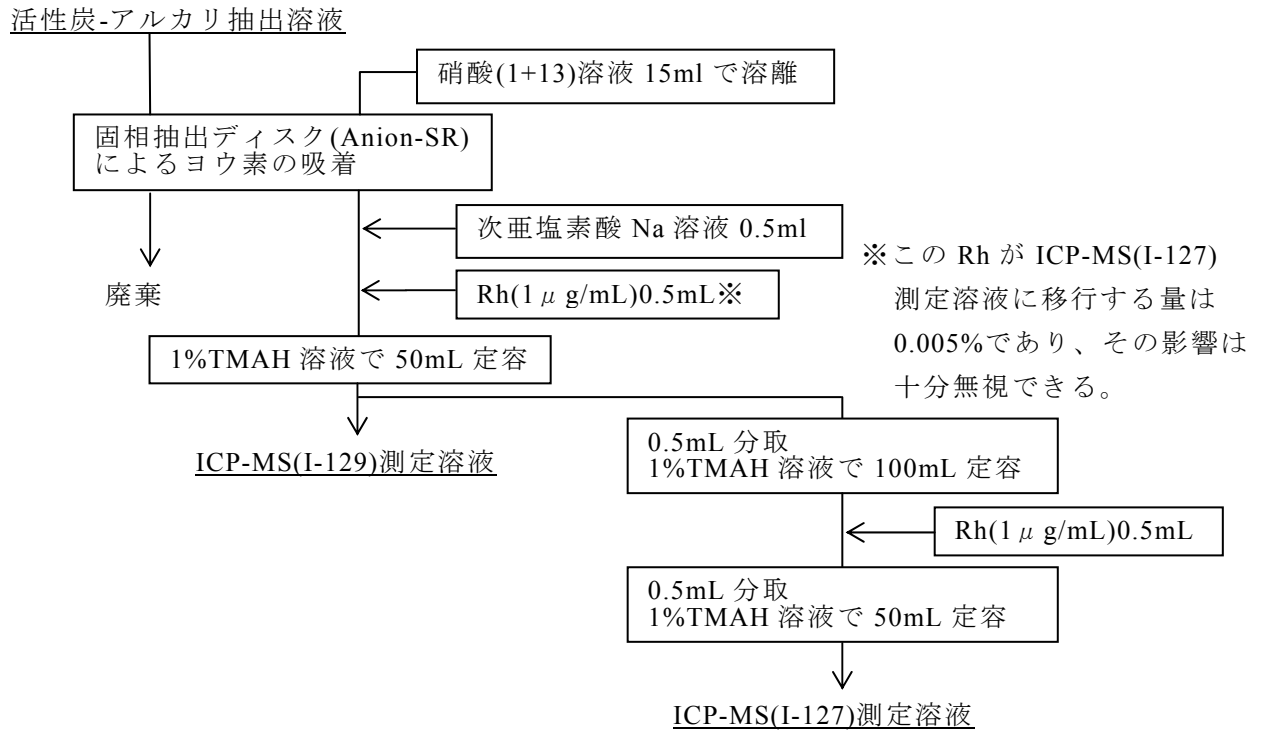 活性炭-アルカリ抽出溶液
硝酸(1+13)溶液 15ml で溶離
固相抽出ディスク(Anion-SR)
によるヨウ素の吸着
次亜塩素酸 Na 溶液 0.5ml
廃棄
Rh(1μg/mL)0.5mL※
※この Rh が ICP-MS(I-127)
測定溶液に移行する量は
0.005%であり、その影響は
十分無視できる。
1%TMAH 溶液で 50mL 定容
ICP-MS(I-129)測定溶液
0.5mL 分取
1%TMAH 溶液で 100mL 定容
Rh(1μg/mL)0.5mL
0.5mL 分取
1%TMAH 溶液で 50mL 定容
ICP-MS(I-127)測定溶液